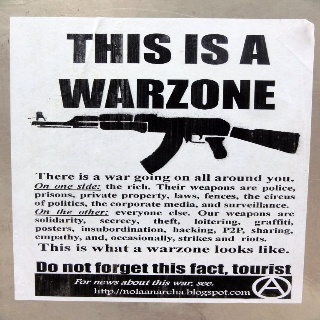 THIS IS A
WARZONE
There is a war going on all around you.
On one side: the rich. Their weapons are police,
prisons, private property, laws, fences, the circus
of politics, the corporate media, and surveillance.
On the other: everyone else. Our weapons are
solidarity, secrecy, theft, loitering, graffiti,
posters, insubordination, hacking, P2P, sharing,
empathy, and, occasionally, strikes and riots.
This is what a warzone looks like.
Do not forget this fact, tourist
For news about this war, see.
http://nolaanarcha.blogspot.com